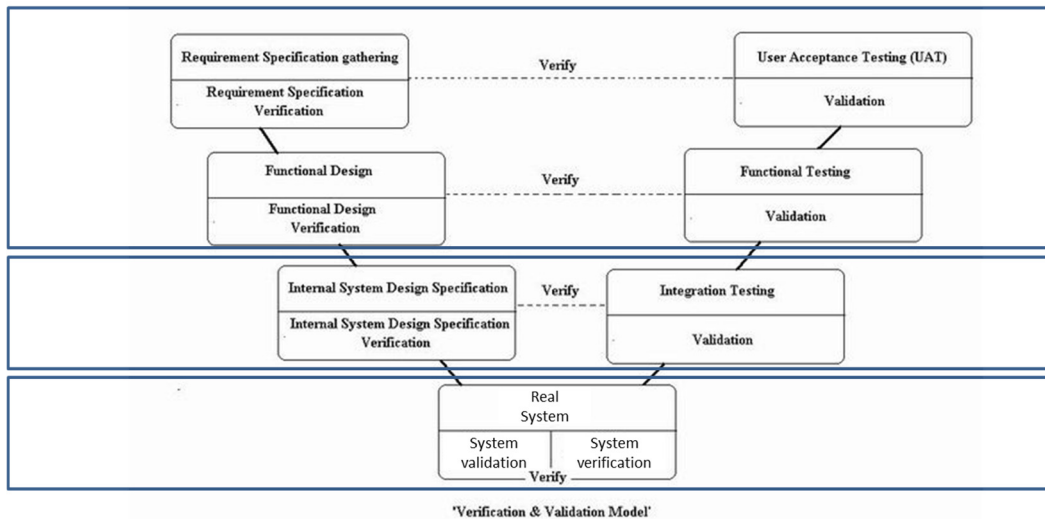 Requirement Specification gathering
Requirement Specification
Verification
Verify
User Acceptance Testing (UAT)
Validation
Functional Design
Functional Design
Verification
Verify
Functional Testing
Validation
Internal System Design Specification
Internal System Design Specification
Verification
Verify
Integration Testing
Validation
Real
System
System
validation
System
verification
Verify
'Verification & Validation Model'